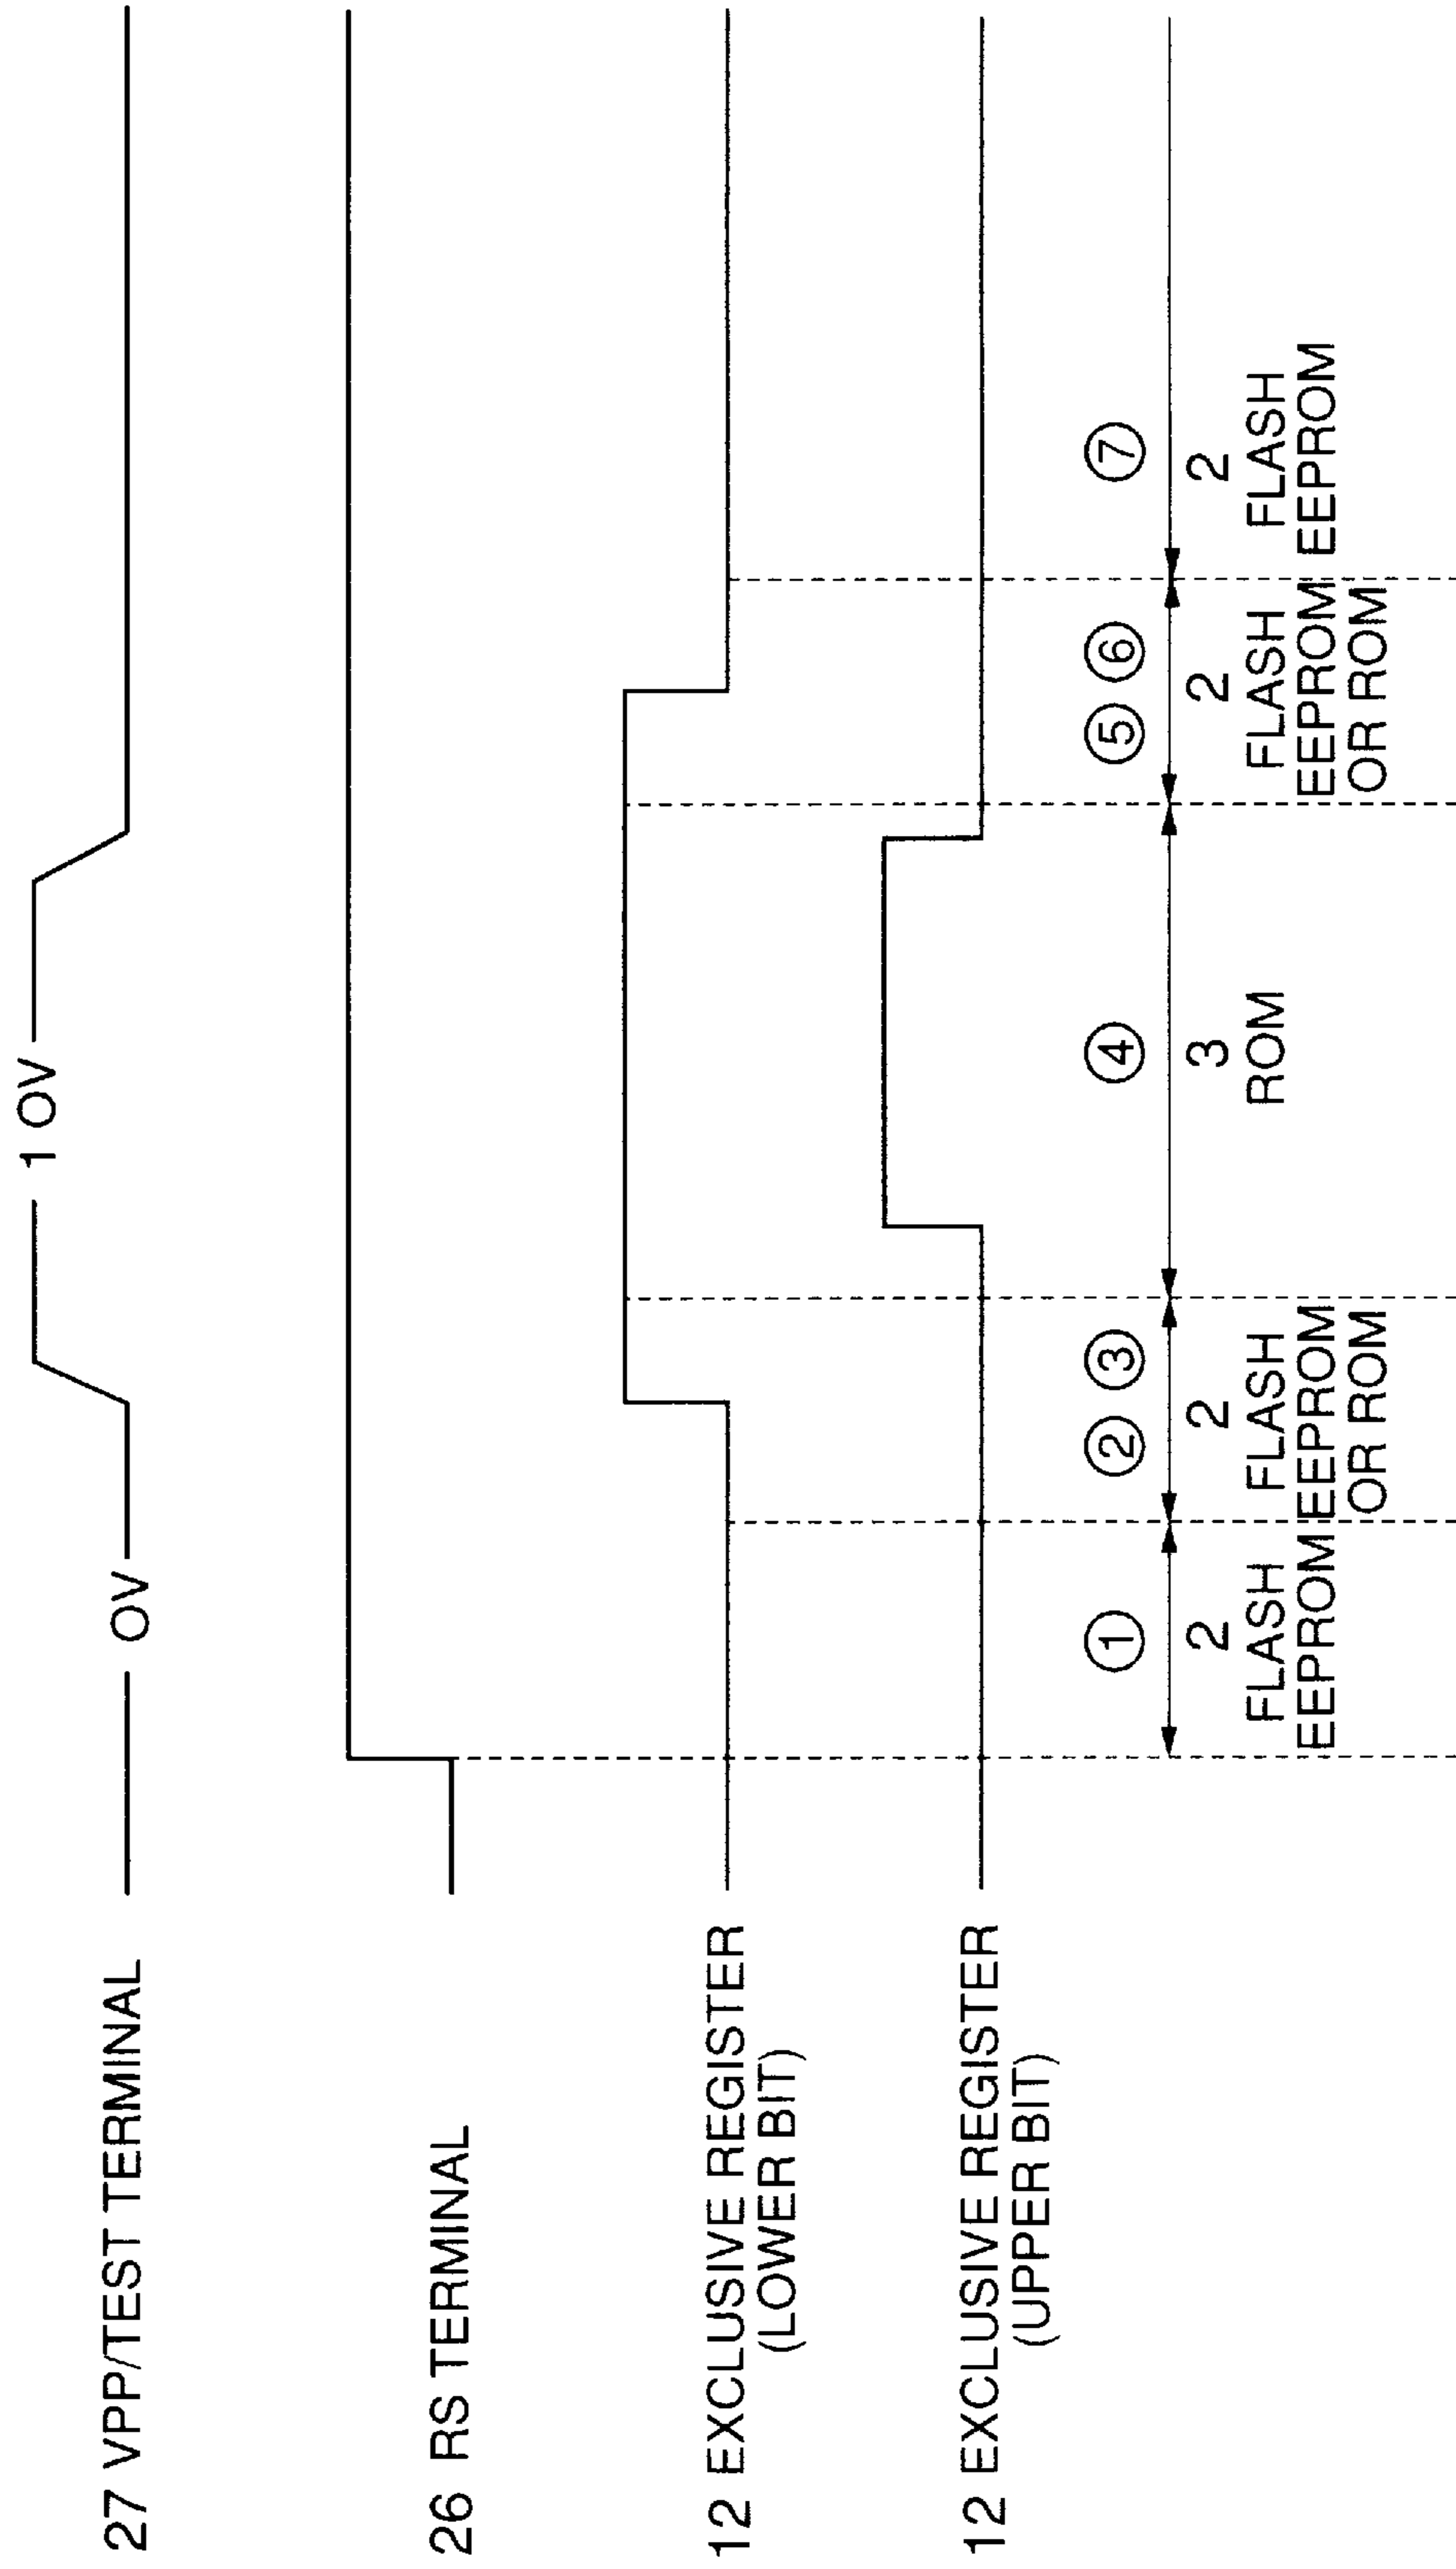 27 VPP/TEST TERMINAL
0V
10V
26 RS TERMINAL
12 EXCLUSIVE REGISTER
(LOWER BIT)
12 EXCLUSIVE REGISTER
(UPPER BIT)
① ② ③ ④ ⑤ ⑥ ⑦
2
FLASH
EEPROM
2
FLASH
EEPROM
OR ROM
3
ROM
2
FLASH
EEPROM
OR ROM
2
FLASH
EEPROM